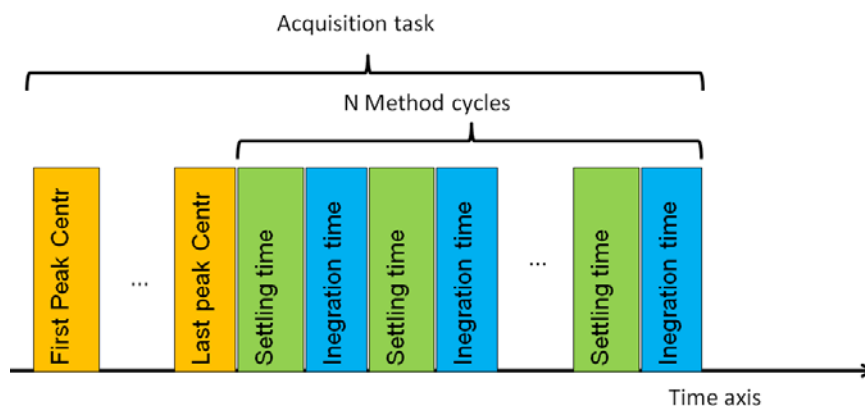 Acquisition task
N Method cycles
First Peak Centr
...
Last peak Centr
Settling time
Inegration time
Settling time
Inegration time
...
Settling time
Inegration time
Time axis